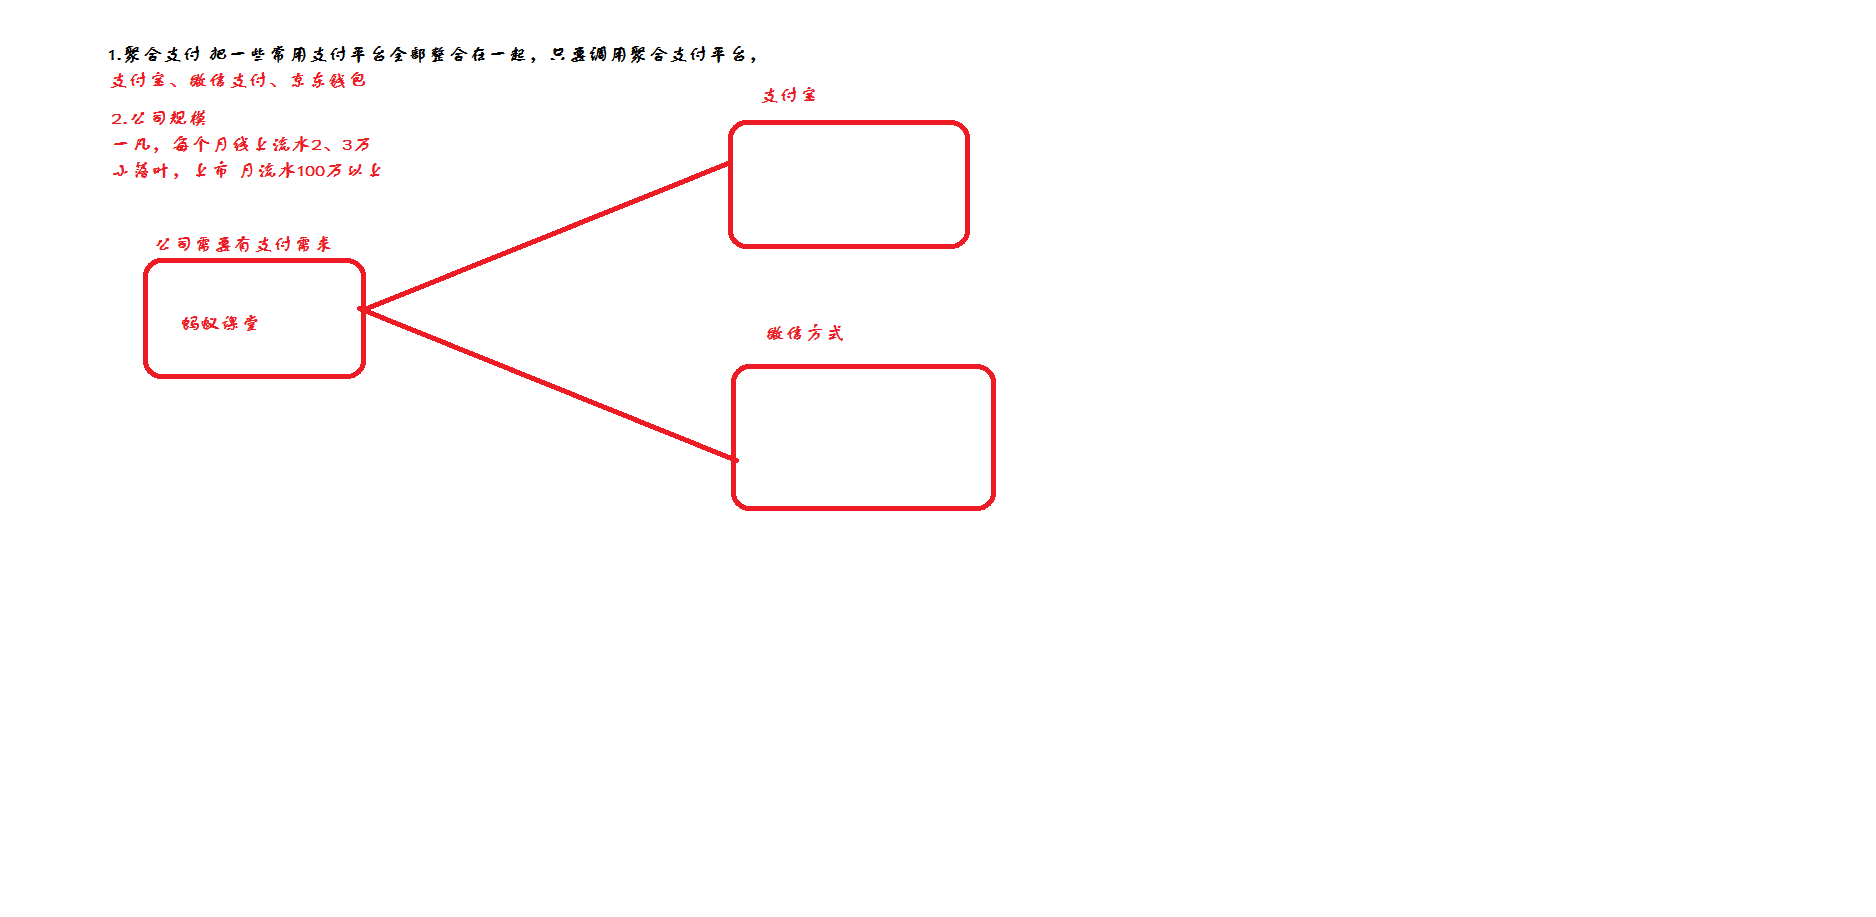 1.聚合支付 把一些常用支付平台全部整合在一起，只要调用聚合支付平台，
支付宝、微信支付、京东钱包
2.公司规模
一凡，每个月线上流水2、3万
小落叶，上市 月流水100万以上
支付宝
公司需要有支付需求
蚂蚁课堂
微信方式